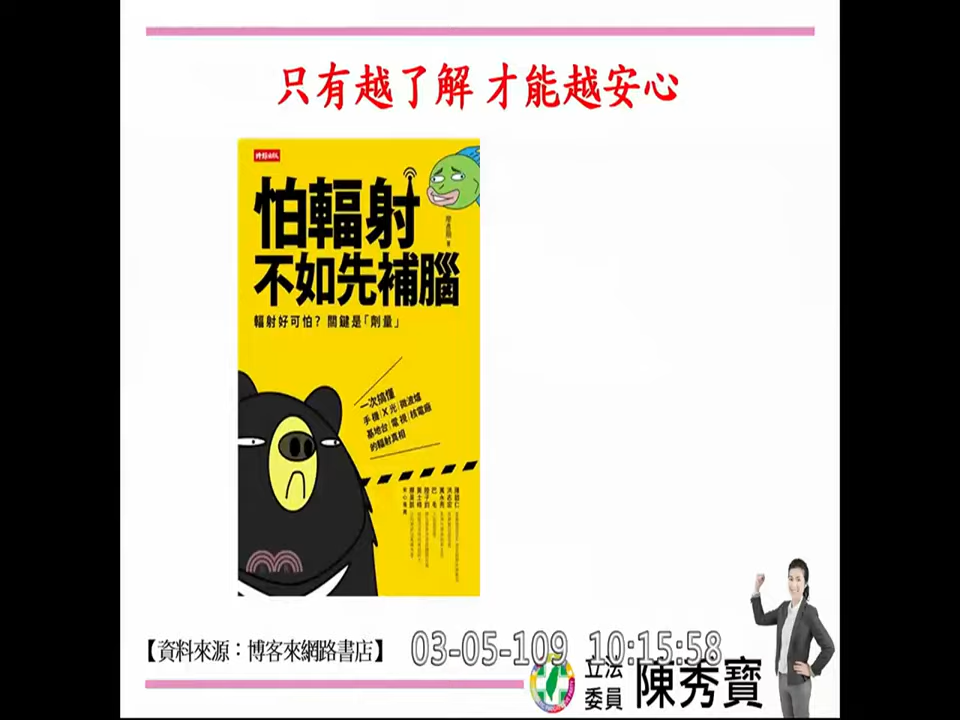 只有越了解 才能越安心
時報出版
怕輻射
不如先補腦
輻射好可怕？關鍵是「劑量」
廖彥朋 著
一次搞懂
手機│X光│微波爐
基地台│電視│核電廠
的輻射真相
【資料來源：博客來網路書店】
03-05-109 10:15:58
立法
委員
陳秀寶